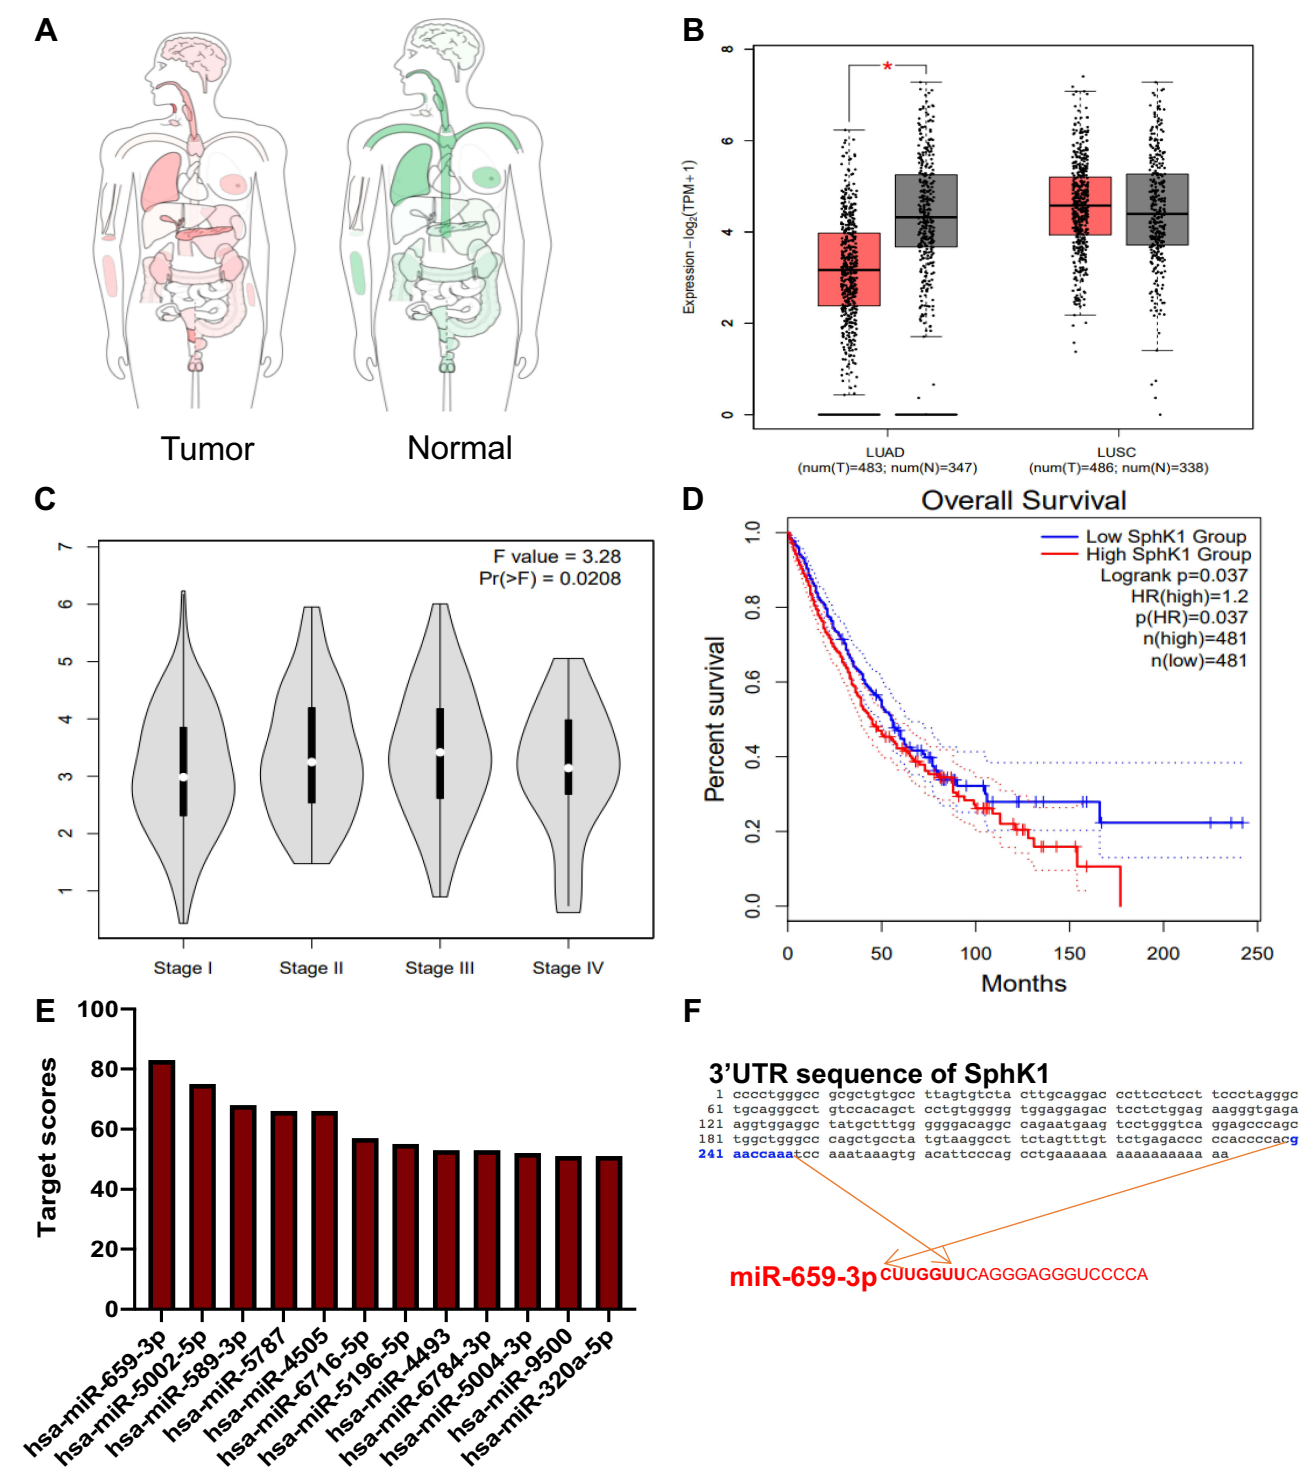 A
Tumor
Normal
B
Expression − log2(TPM + 1)
8
6
4
2
0
*
LUAD
(num(T)=483; num(N)=347)
LUSC
(num(T)=486; num(N)=338)
C
7
6
5
4
3
2
1
F value = 3.28
Pr(>F) = 0.0208
Stage I
Stage II
Stage III
Stage IV
D
Overall Survival
Percent survival
1.0
0.8
0.6
0.4
0.2
0.0
Low SphK1 Group
High SphK1 Group
Logrank p=0.037
HR(high)=1.2
p(HR)=0.037
n(high)=481
n(low)=481
0 50 100 150 200 250
Months
E
Target scores
100
80
60
40
20
0
hsa-miR-659-3p
hsa-miR-5002-5p
hsa-miR-589-3p
hsa-miR-5787
hsa-miR-4505
hsa-miR-6716-5p
hsa-miR-5196-5p
hsa-miR-4493
hsa-miR-6784-3p
hsa-miR-5004-3p
hsa-miR-9500
hsa-miR-320a-5p
F
3’UTR sequence of SphK1
1 cccctgggcc gcgctgtgcc ttagtgtcta cttgcaggac ccttcctcct tccctagggc
61 tgcagggcct gtccacagct cctgtggggg tggaggagac tcctctggag aagggtgaga
121 aggtggaggc tatgctttgg ggggacaggc cagaatgaag tcctgggtca ggagcccagc
181 tggctgggcc cagctgccta tgtaaggcct tctagtttgt tctgagaccc ccaccccacg
241 aaccaaatcc aaataaagtg acattcccag cctgaaaaaa aaaaaaaaaa aa
miR-659-3p CUUGGUUCAGGGAGGGUCCCCA